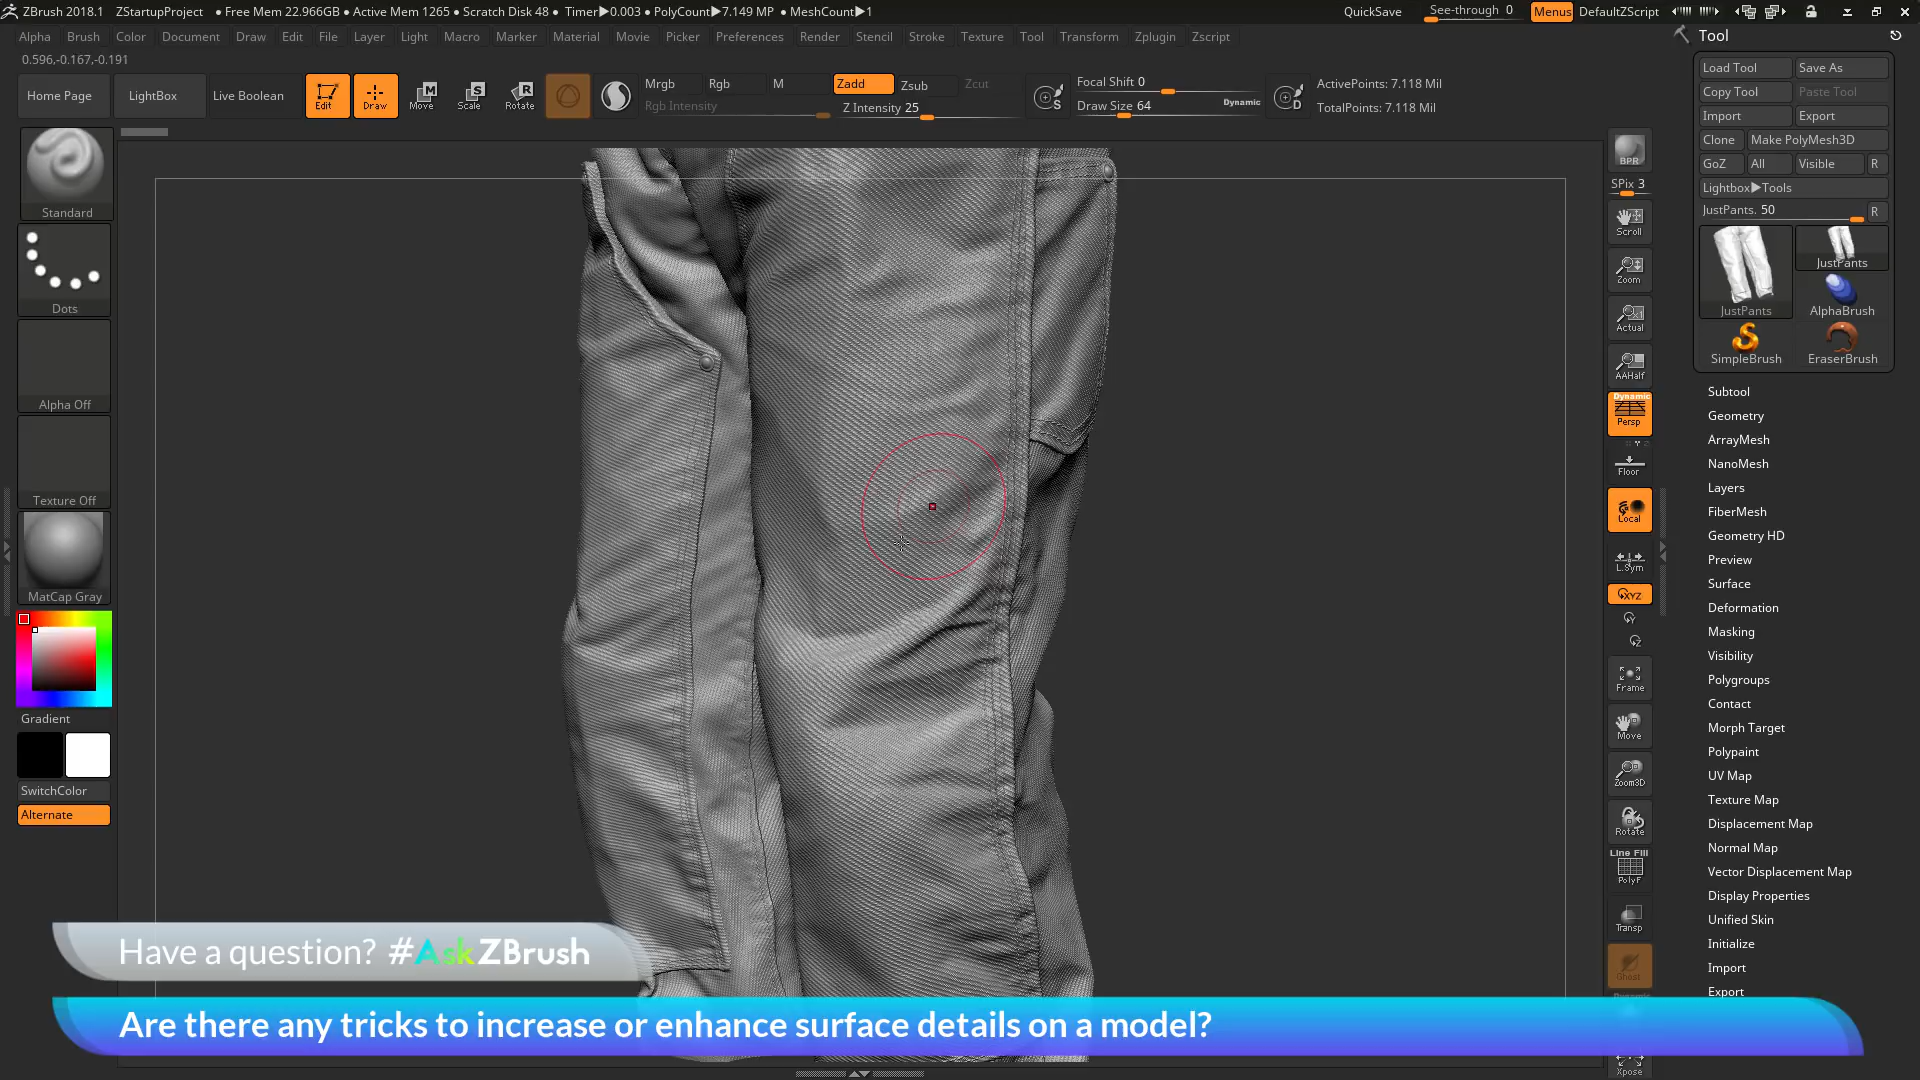 ZBrush 2018.1 ZStartupProject ● Free Mem 22.966GB ● Active Mem 1265 ● Scratch Disk 48 ● Timer▶0.003 ● PolyCount▶7.149 MP ● MeshCount▶1 QuickSave See-through 0 Menus DefaultZScript
Alpha Brush Color Document Draw Edit File Layer Light Macro Marker Material Movie Picker Preferences Render Stencil Stroke Texture Tool Transform Zplugin Zscript
0.596,-0.167,-0.191
Home Page LightBox Live Boolean Edit Draw Move Scale Rotate
Mrgb Rgb M Zadd Zsub Zcut
Rgb Intensity Z Intensity 25
Focal Shift 0
Draw Size 64 Dynamic
ActivePoints: 7.118 Mil
TotalPoints: 7.118 Mil
Standard
Dots
Alpha Off
Texture Off
MatCap Gray
Gradient
SwitchColor
Alternate
BPR
SPix 3
Scroll
Zoom
Actual
AAHalf
Dynamic
Persp
Floor
Local
L.Sym
XYZ
Y
Z
Frame
Move
Zoom3D
Rotate
Line Fill
PolyF
Transp
Ghost
Dynamic
Xpose
Tool
Load Tool Save As
Copy Tool Paste Tool
Import Export
Clone Make PolyMesh3D
GoZ All Visible R
Lightbox▶Tools
JustPants. 50 R
JustPants JustPants
AlphaBrush
SimpleBrush EraserBrush
Subtool
Geometry
ArrayMesh
NanoMesh
Layers
FiberMesh
Geometry HD
Preview
Surface
Deformation
Masking
Visibility
Polygroups
Contact
Morph Target
Polypaint
UV Map
Texture Map
Displacement Map
Normal Map
Vector Displacement Map
Display Properties
Unified Skin
Initialize
Import
Export
Have a question? #AskZBrush
Are there any tricks to increase or enhance surface details on a model?